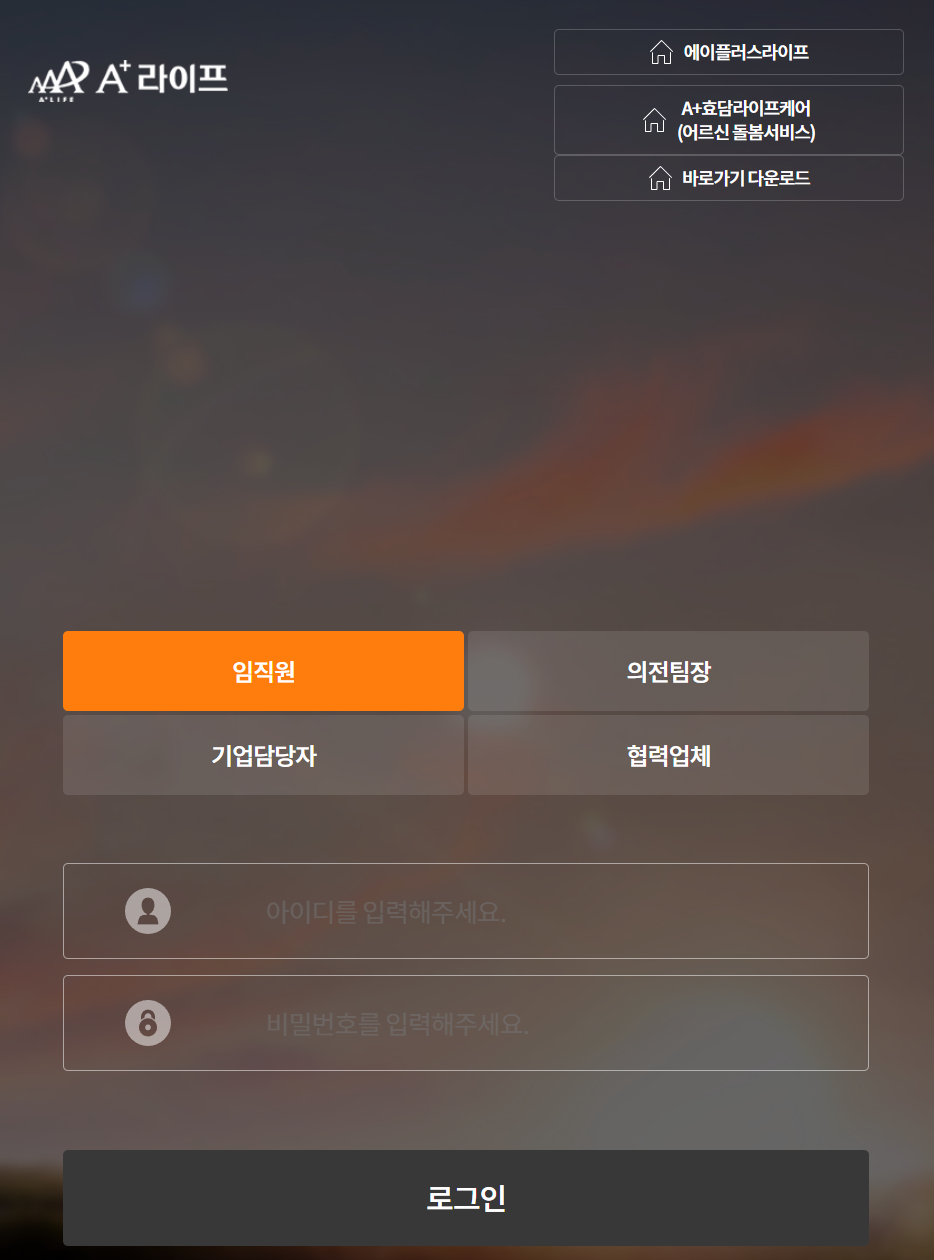 A+ 라이프
A+LIFE
에이플러스라이프
A+효담라이프케어
(어르신 돌봄서비스)
바로가기 다운로드
임직원
의전팀장
기업담당자
협력업체
아이디를 입력해주세요.
비밀번호를 입력해주세요.
로그인